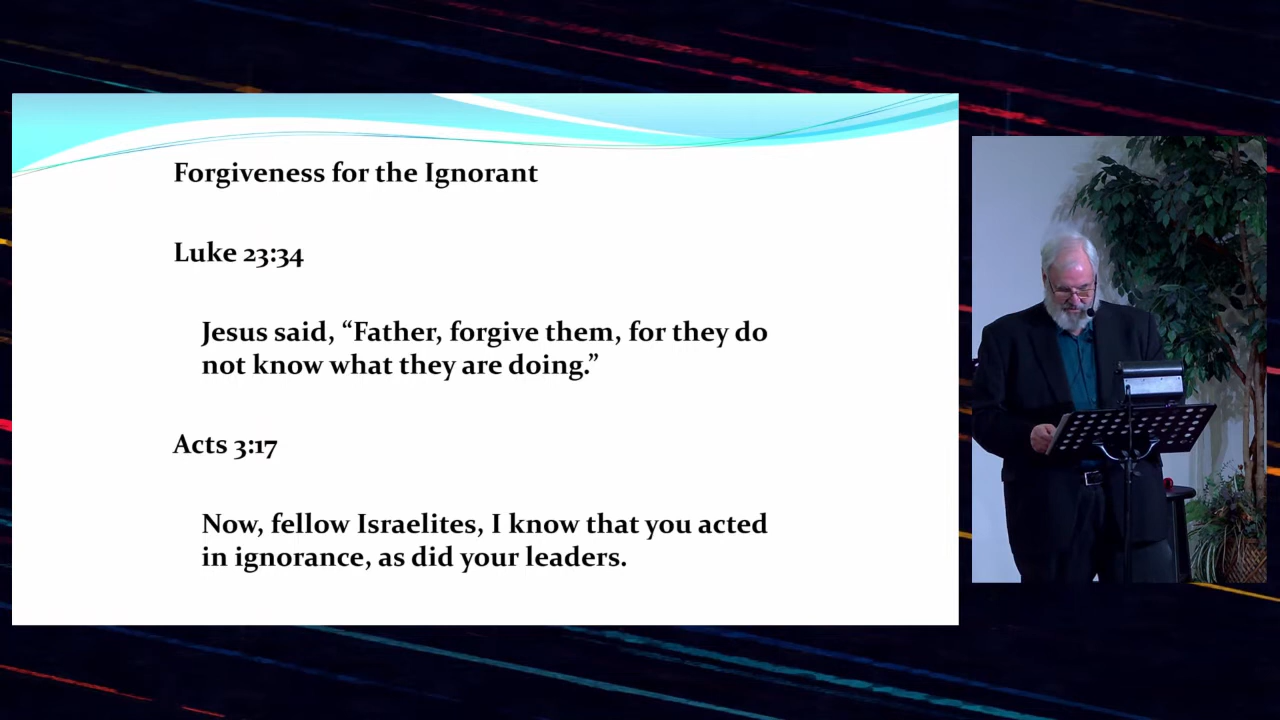 Forgiveness for the Ignorant
Luke 23:34
Jesus said, “Father, forgive them, for they do
not know what they are doing.”
Acts 3:17
Now, fellow Israelites, I know that you acted
in ignorance, as did your leaders.